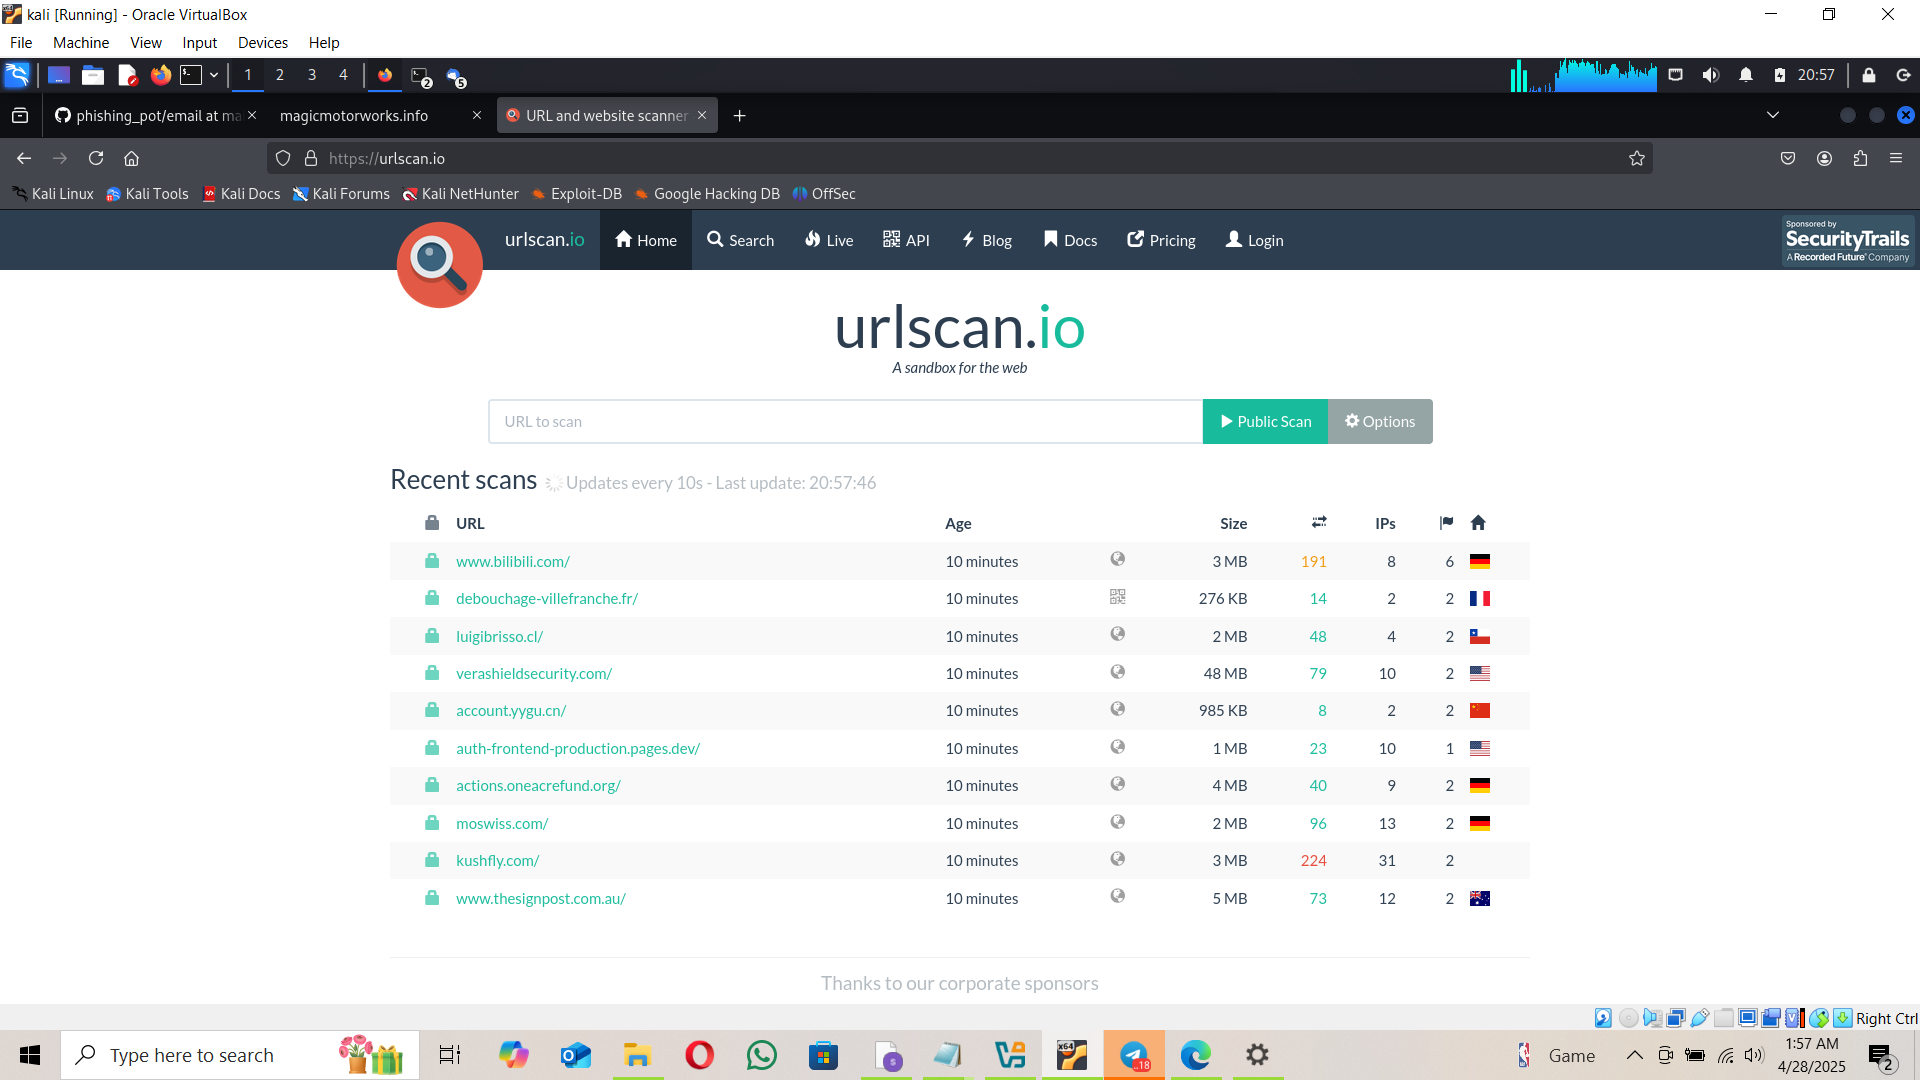 kali [Running] - Oracle VirtualBox
File Machine View Input Devices Help
1 2 3 4 2 5 20:57
phishing_pot/email at ma magicmotorworks.info URL and website scanner
https://urlscan.io
Kali Linux Kali Tools Kali Docs Kali Forums Kali NetHunter Exploit-DB Google Hacking DB OffSec
urlscan.io Home Search Live API Blog Docs Pricing Login
Sponsored by
SecurityTrails
A Recorded Future® Company
urlscan.io
A sandbox for the web
URL to scan Public Scan Options
Recent scans Updates every 10s - Last update: 20:57:46
URL Age Size IPs
www.bilibili.com/ 10 minutes 3 MB 191 8 6
debouchage-villefranche.fr/ 10 minutes 276 KB 14 2 2
luigibrisso.cl/ 10 minutes 2 MB 48 4 2
verashieldsecurity.com/ 10 minutes 48 MB 79 10 2
account.yygu.cn/ 10 minutes 985 KB 8 2 2
auth-frontend-production.pages.dev/ 10 minutes 1 MB 23 10 1
actions.oneacrefund.org/ 10 minutes 4 MB 40 9 2
moswiss.com/ 10 minutes 2 MB 96 13 2
kushfly.com/ 10 minutes 3 MB 224 31 2
www.thesignpost.com.au/ 10 minutes 5 MB 73 12 2
Thanks to our corporate sponsors
Right Ctrl
Type here to search Game 1:57 AM
4/28/2025 2